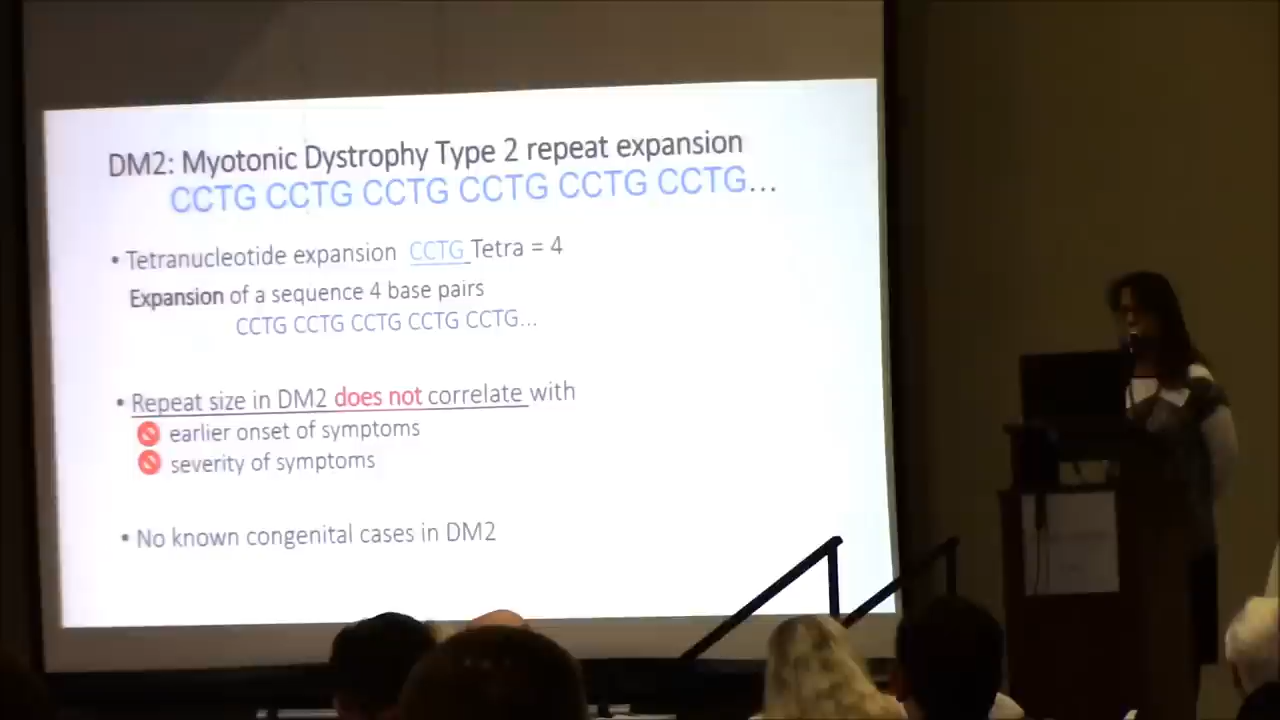 DM2: Myotonic Dystrophy Type 2 repeat expansion
CCTG CCTG CCTG CCTG CCTG CCTG...
• Tetranucleotide expansion CCTG Tetra = 4
Expansion of a sequence 4 base pairs
CCTG CCTG CCTG CCTG CCTG...
• Repeat size in DM2 does not correlate with
earlier onset of symptoms
severity of symptoms
• No known congenital cases in DM2